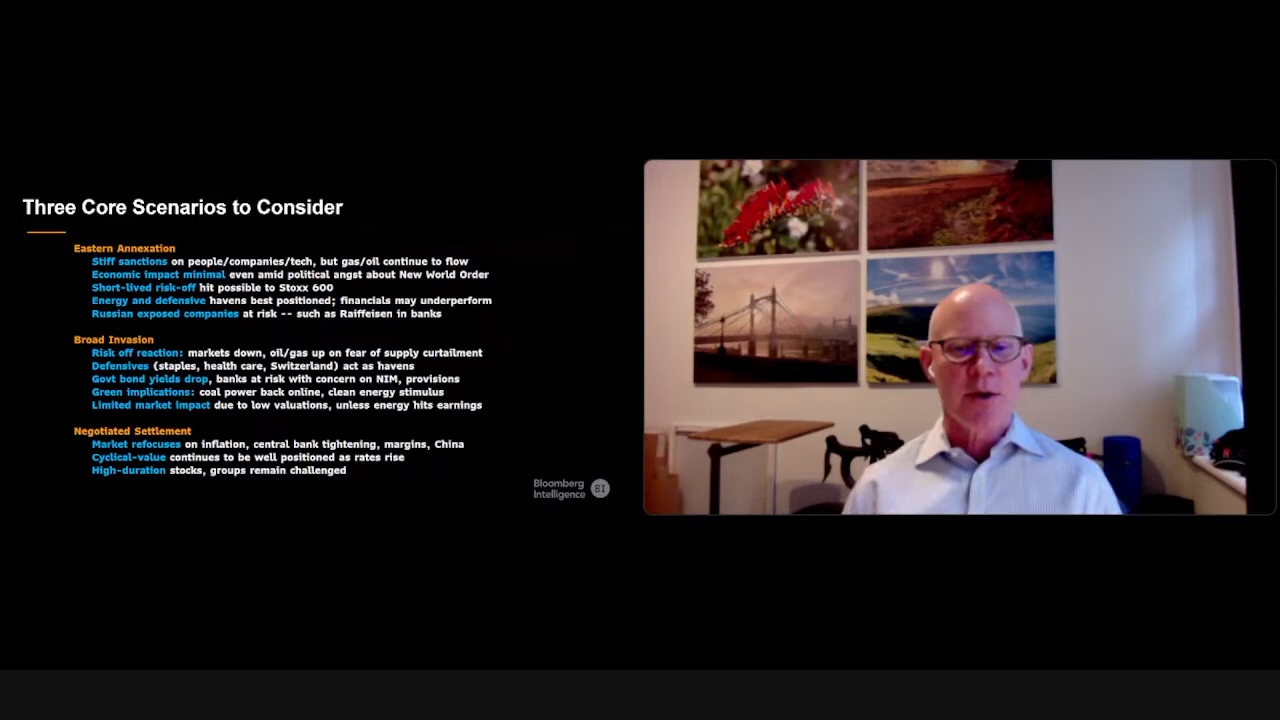 Three Core Scenarios to Consider
Eastern Annexation
Stiff sanctions on people/companies/tech, but gas/oil continue to flow
Economic impact minimal even amid political angst about New World Order
Short-lived risk-off hit possible to Stoxx 600
Energy and defensive havens best positioned; financials may underperform
Russian exposed companies at risk -- such as Raiffeisen in banks
Broad Invasion
Risk off reaction: markets down, oil/gas up on fear of supply curtailment
Defensives (staples, health care, Switzerland) act as havens
Govt bond yields drop, banks at risk with concern on NIM, provisions
Green implications: coal power back online, clean energy stimulus
Limited market impact due to low valuations, unless energy hits earnings
Negotiated Settlement
Market refocuses on inflation, central bank tightening, margins, China
Cyclical-value continues to be well positioned as rates rise
High-duration stocks, groups remain challenged
Bloomberg
Intelligence BI